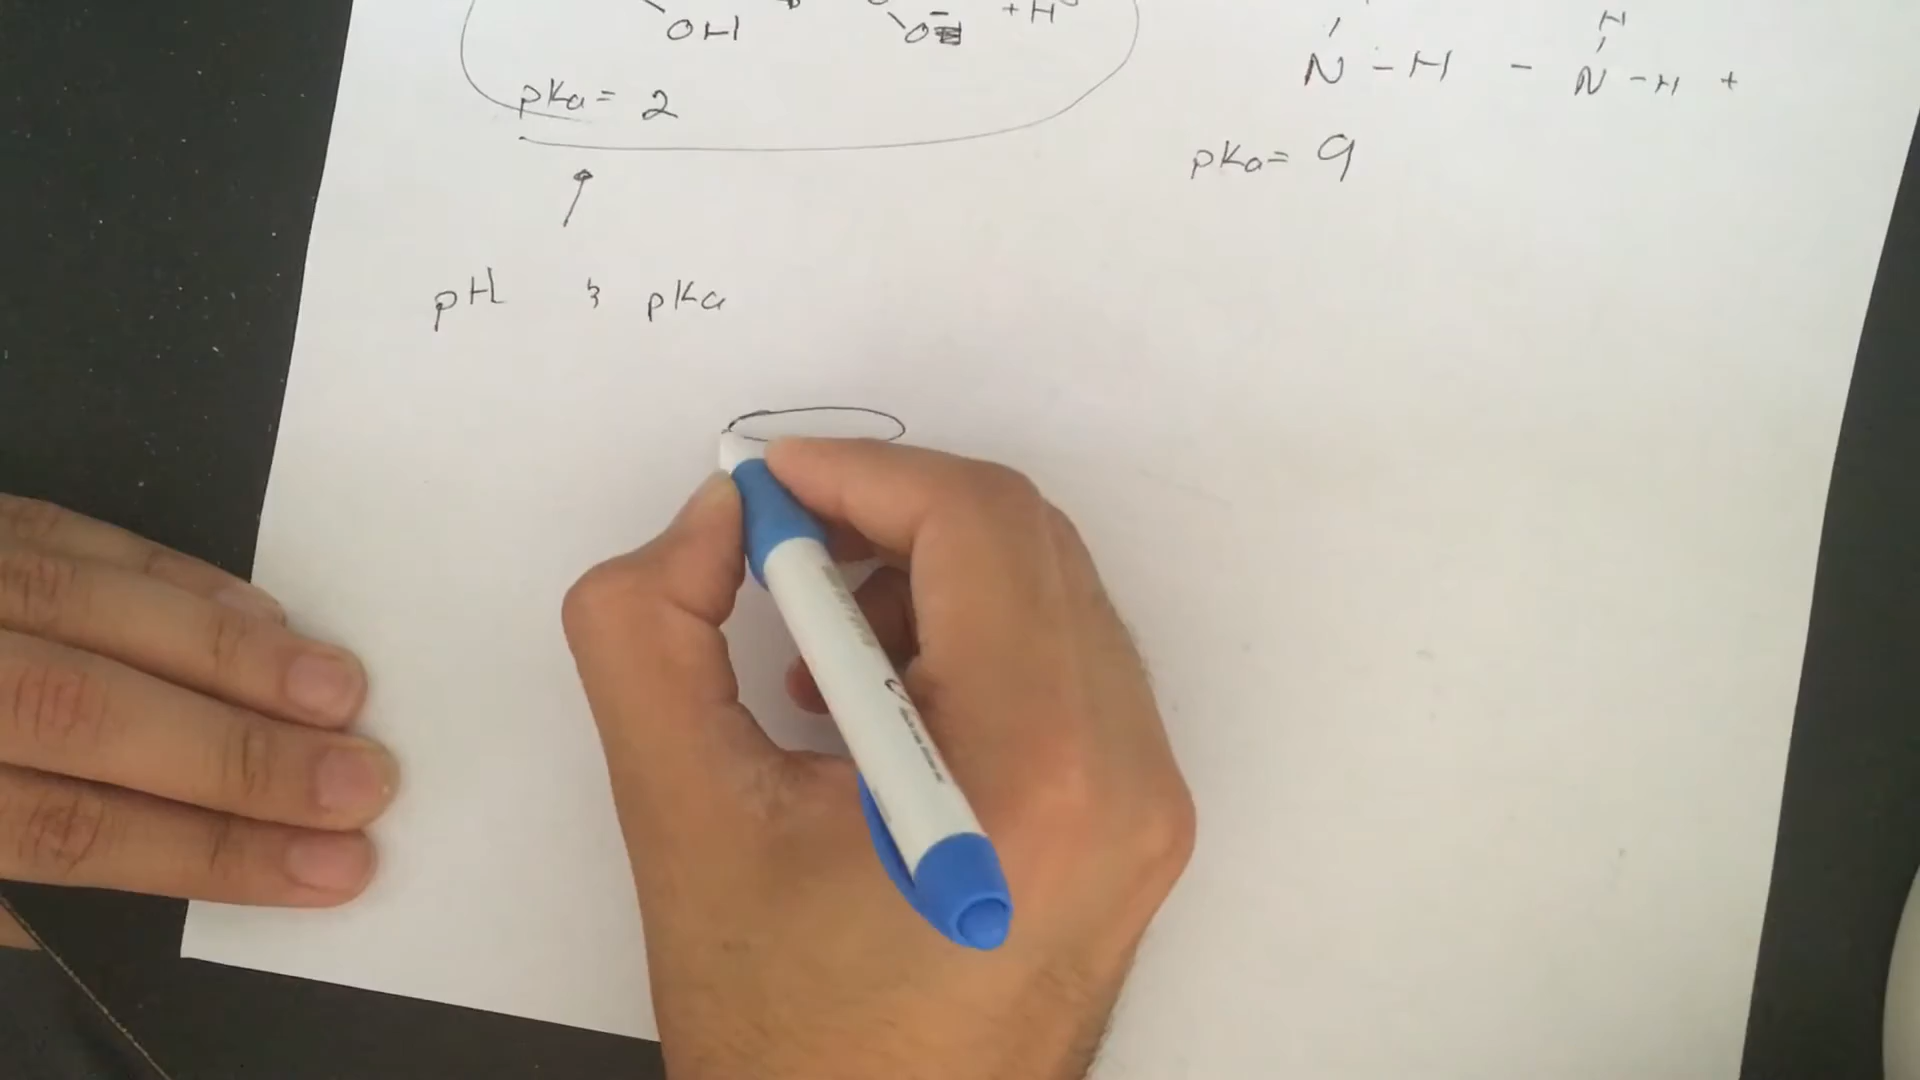 OH
O- + H
pKa = 2
H
N - H - N - H +
pKa = 9
pH & pKa